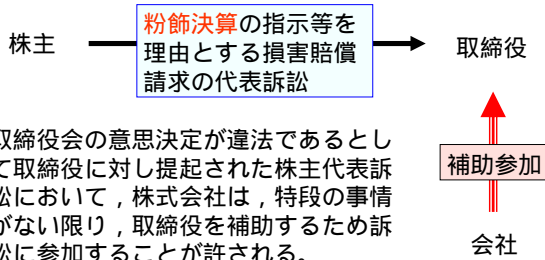 株主
粉飾決算の指示等を
理由とする損害賠償
請求の代表訴訟
取締役
取締役会の意思決定が違法であるとし
て取締役に対し提起された株主代表訴
訟において，株式会社は，特段の事情
がない限り，取締役を補助するため訴
訟に参加することが許される。
補助参加
会社